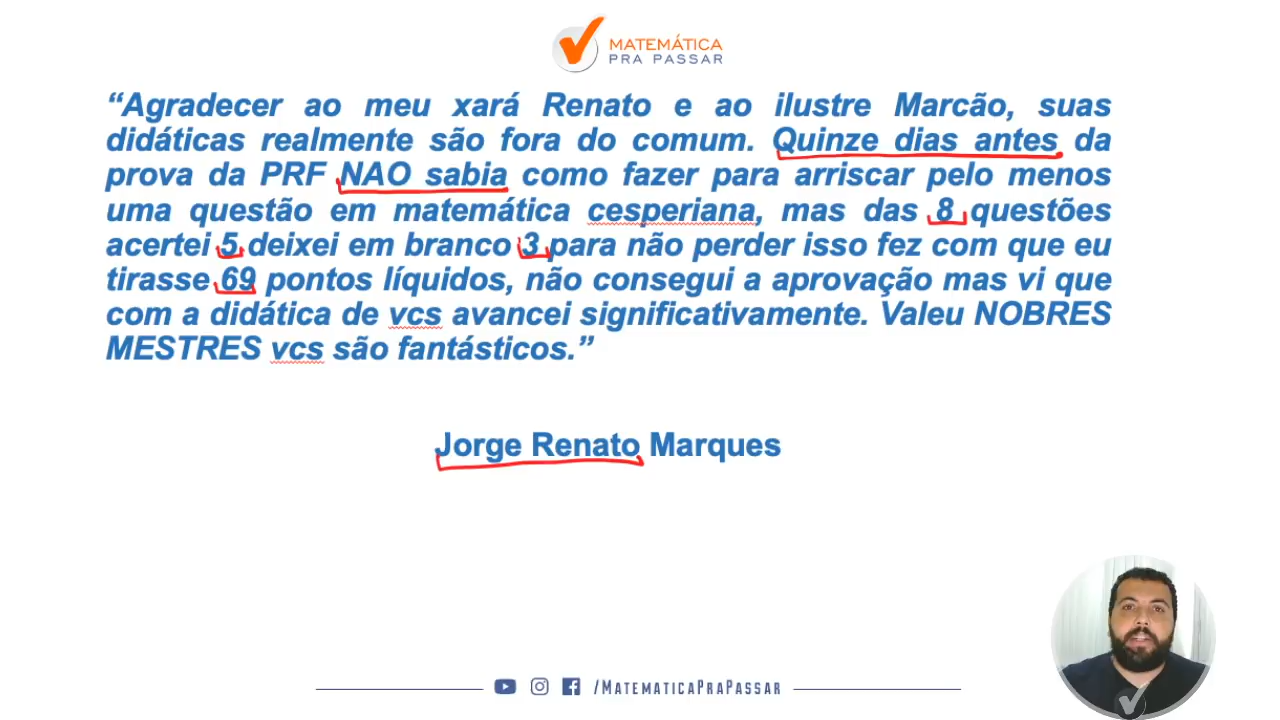 MATEMÁTICA
PRA PASSAR
“Agradecer ao meu xará Renato e ao ilustre Marcão, suas
didáticas realmente são fora do comum. Quinze dias antes da
prova da PRF NAO sabia como fazer para arriscar pelo menos
uma questão em matemática cesperiana, mas das 8 questões
acertei 5 deixei em branco 3 para não perder isso fez com que eu
tirasse 69 pontos líquidos, não consegui a aprovação mas vi que
com a didática de vcs avancei significativamente. Valeu NOBRES
MESTRES vcs são fantásticos.”
Jorge Renato Marques
/MATEMATICAPRAPASSAR